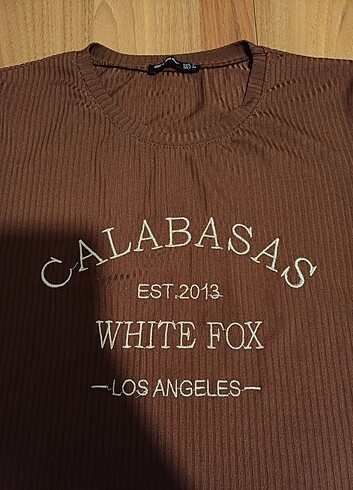 CALABASAS
EST.2013
WHITE FOX
—LOS ANGELES—